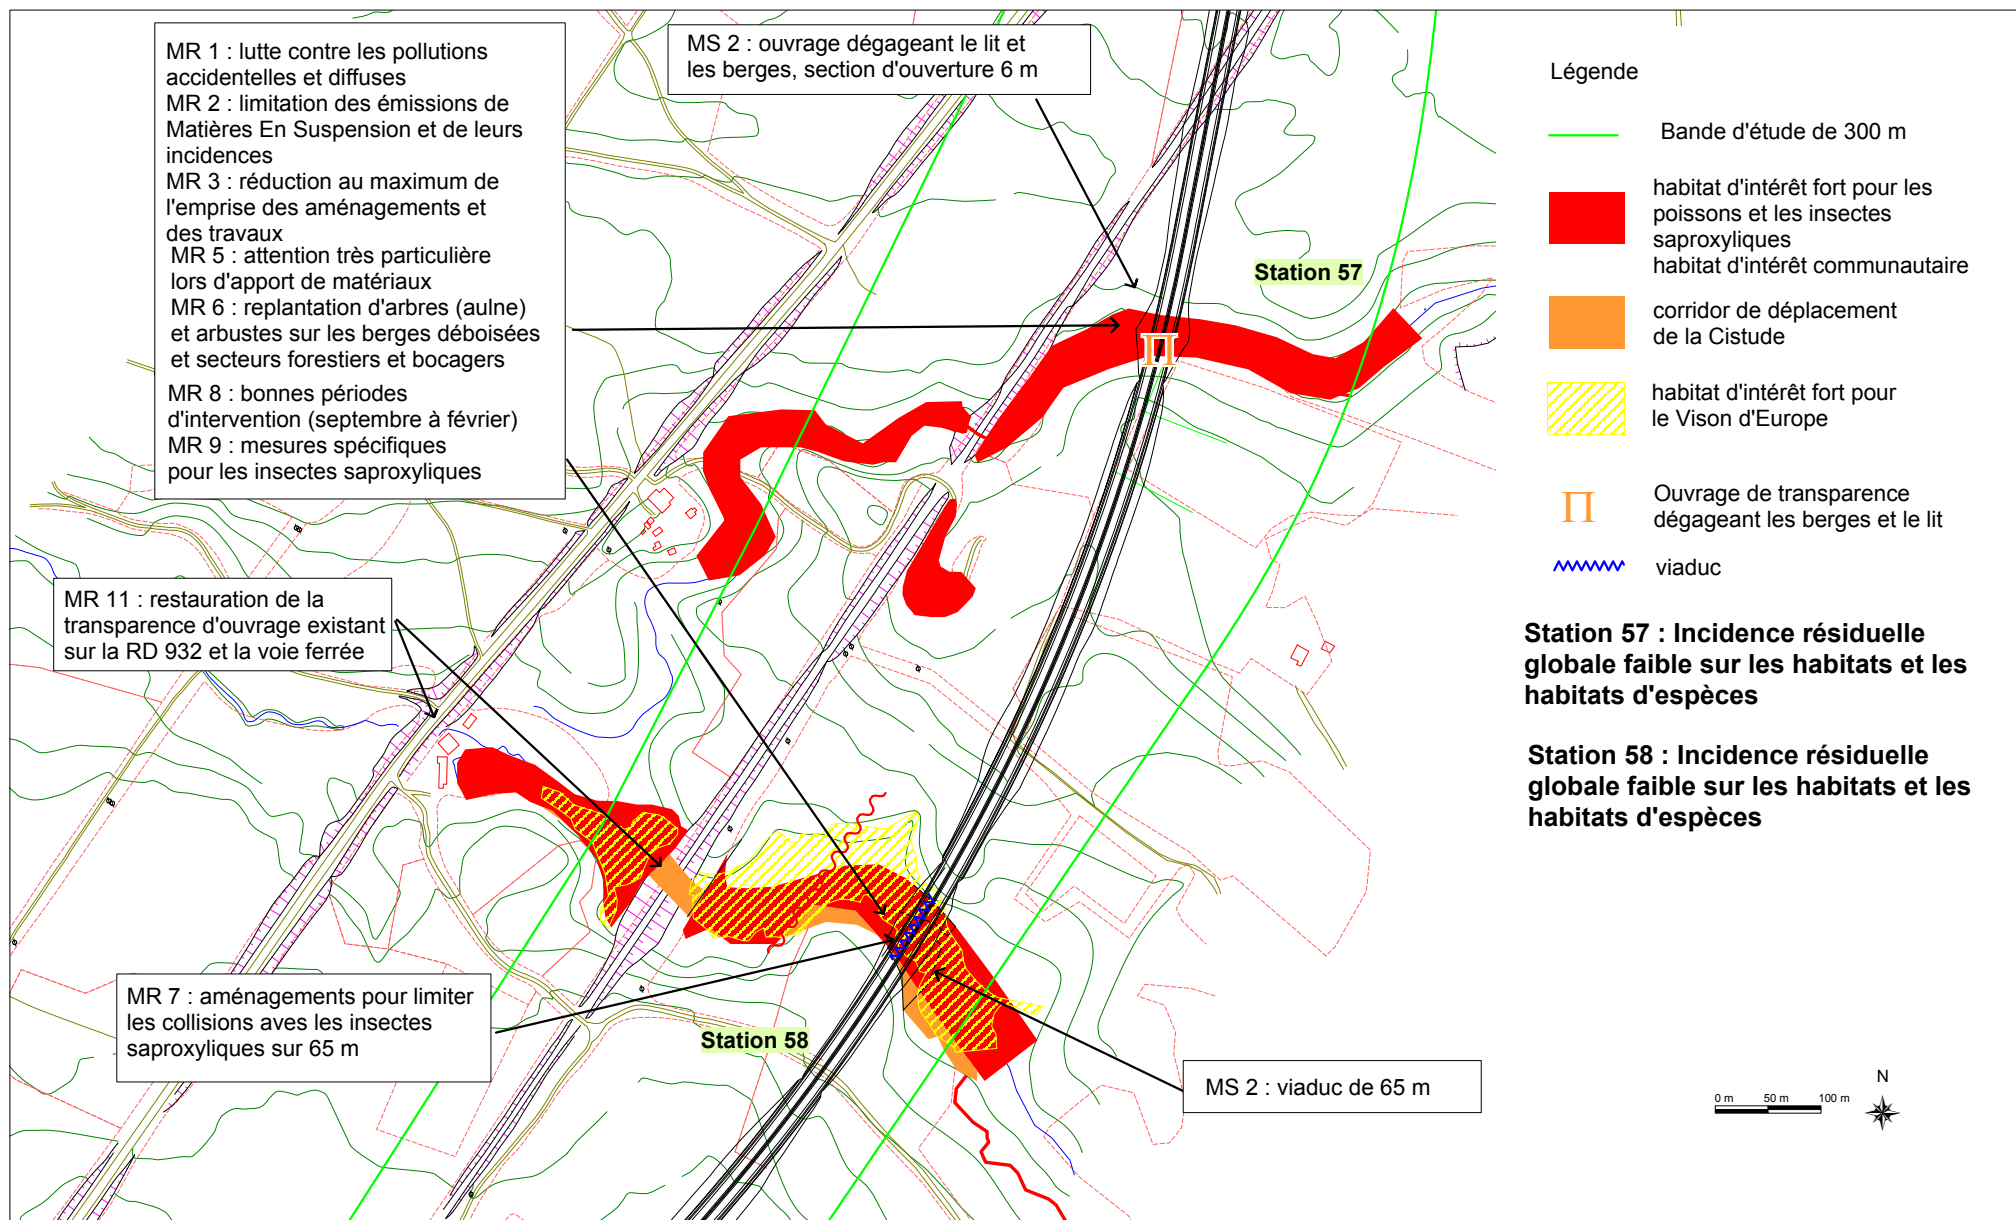 MR 1 : lutte contre les pollutions
accidentelles et diffuses
MR 2 : limitation des émissions de
Matières En Suspension et de leurs
incidences
MR 3 : réduction au maximum de
l'emprise des aménagements et
des travaux
MR 5 : attention très particulière
lors d'apport de matériaux
MR 6 : replantation d'arbres (aulne)
et arbustes sur les berges déboisées
et secteurs forestiers et bocagers
MR 8 : bonnes périodes
d'intervention (septembre à février)
MR 9 : mesures spécifiques
pour les insectes saproxyliques
MS 2 : ouvrage dégageant le lit et
les berges, section d'ouverture 6 m
Station 57
MR 11 : restauration de la
transparence d'ouvrage existant
sur la RD 932 et la voie ferrée
MR 7 : aménagements pour limiter
les collisions aves les insectes
saproxyliques sur 65 m
Station 58
MS 2 : viaduc de 65 m
Légende
Bande d'étude de 300 m
habitat d'intérêt fort pour les
poissons et les insectes
saproxyliques
habitat d'intérêt communautaire
corridor de déplacement
de la Cistude
habitat d'intérêt fort pour
le Vison d'Europe
Ouvrage de transparence
dégageant les berges et le lit
viaduc
Station 57 : Incidence résiduelle
globale faible sur les habitats et les
habitats d'espèces
Station 58 : Incidence résiduelle
globale faible sur les habitats et les
habitats d'espèces
0 m 50 m 100 m
N